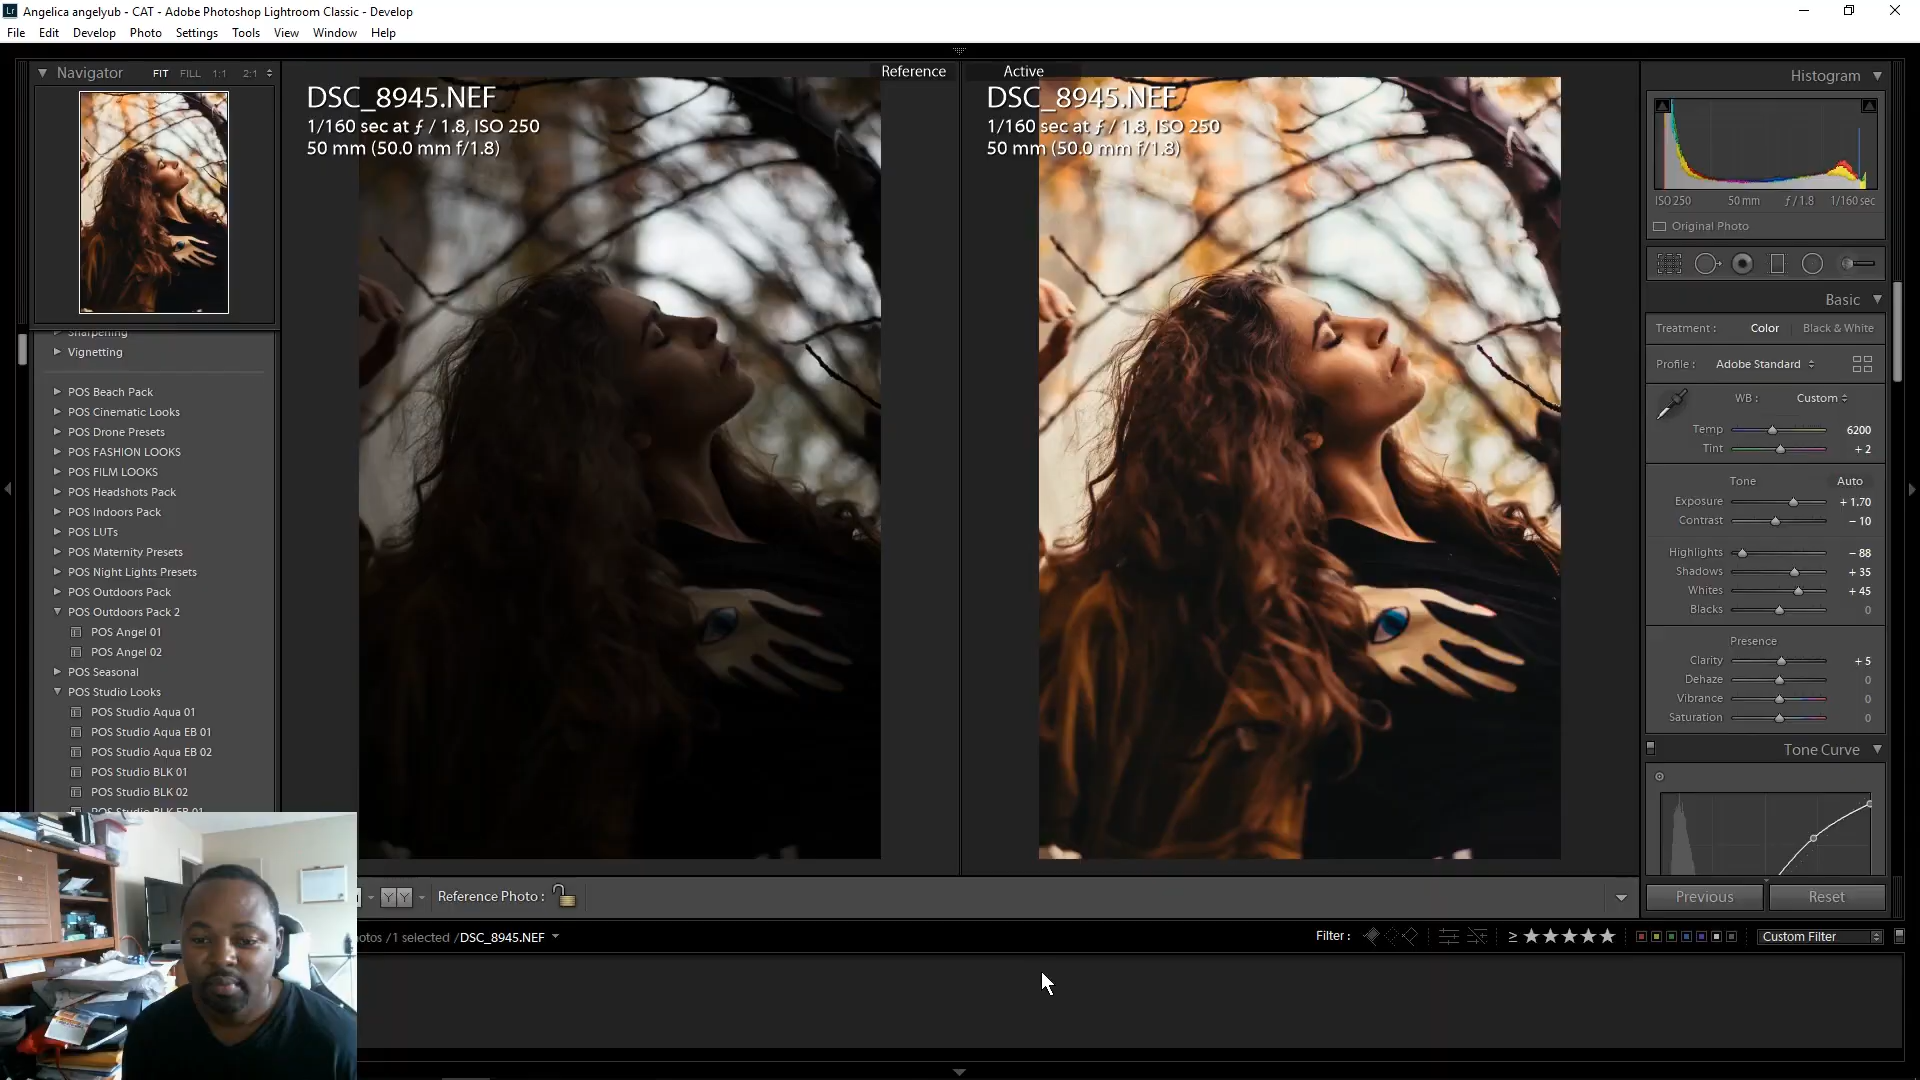 Angelica angelyub - CAT - Adobe Photoshop Lightroom Classic - Develop
File Edit Develop Photo Settings Tools View Window Help
Navigator FIT FILL 1:1 2:1
Sharpening
Vignetting
POS Beach Pack
POS Cinematic Looks
POS Drone Presets
POS FASHION LOOKS
POS FILM LOOKS
POS Headshots Pack
POS Indoors Pack
POS LUTs
POS Maternity Presets
POS Night Lights Presets
POS Outdoors Pack
POS Outdoors Pack 2
POS Angel 01
POS Angel 02
POS Seasonal
POS Studio Looks
POS Studio Aqua 01
POS Studio Aqua EB 01
POS Studio Aqua EB 02
POS Studio BLK 01
POS Studio BLK 02
POS Studio BLK EB 01
Reference
DSC_8945.NEF
1/160 sec at ƒ / 1.8, ISO 250
50 mm (50.0 mm f/1.8)
Active
DSC_8945.NEF
1/160 sec at ƒ / 1.8, ISO 250
50 mm (50.0 mm f/1.8)
Histogram
ISO 250 50 mm ƒ / 1.8 1/160 sec
Original Photo
Basic
Treatment : Color Black & White
Profile : Adobe Standard
WB : Custom
Temp 6200
Tint + 2
Tone Auto
Exposure + 1.70
Contrast – 10
Highlights – 88
Shadows + 35
Whites + 45
Blacks 0
Presence
Clarity + 5
Dehaze 0
Vibrance 0
Saturation 0
Tone Curve
Previous Reset
YY Reference Photo :
otos / 1 selected / DSC_8945.NEF
Filter : ≥ Custom Filter